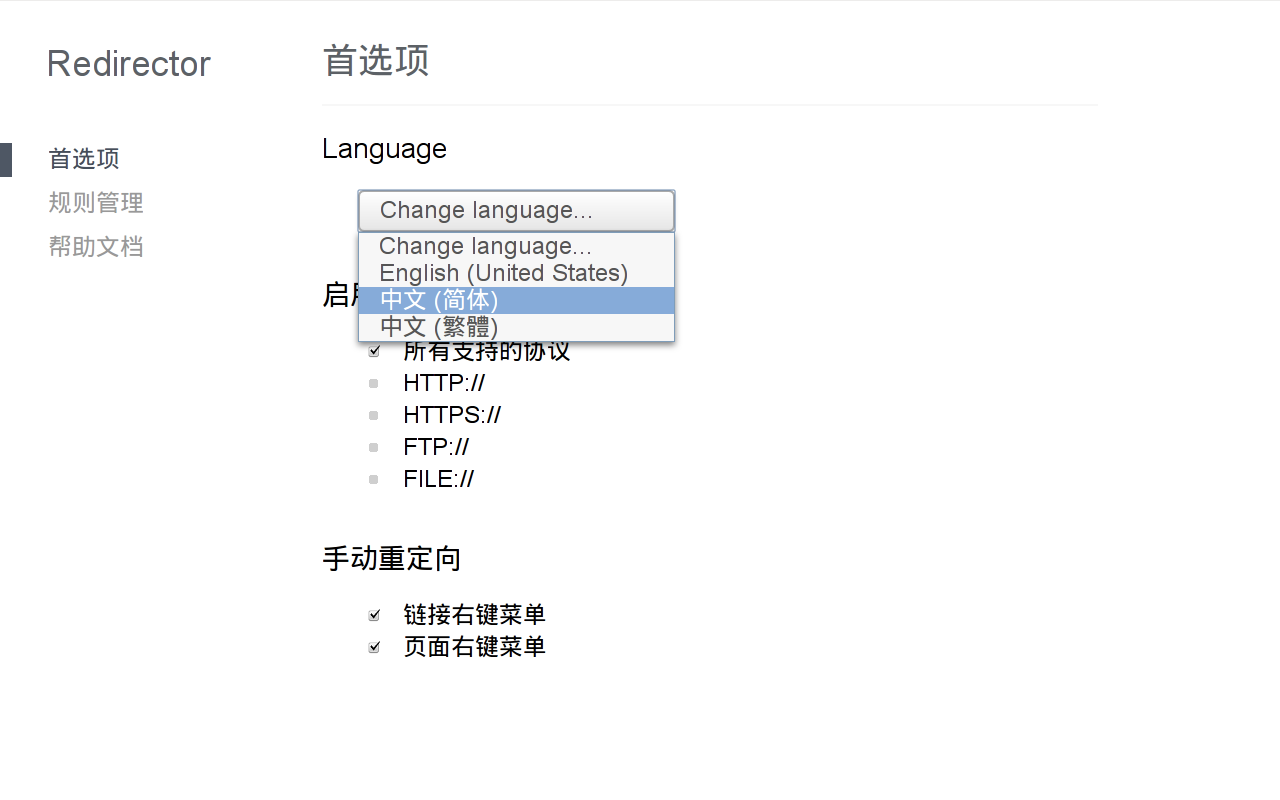 Redirector
首选项
规则管理
帮助文档
首选项
Language
Change language...
Change language...
English (United States)
中文 (简体)
中文 (繁體)
启用
所有支持的协议
HTTP://
HTTPS://
FTP://
FILE://
手动重定向
链接右键菜单
页面右键菜单